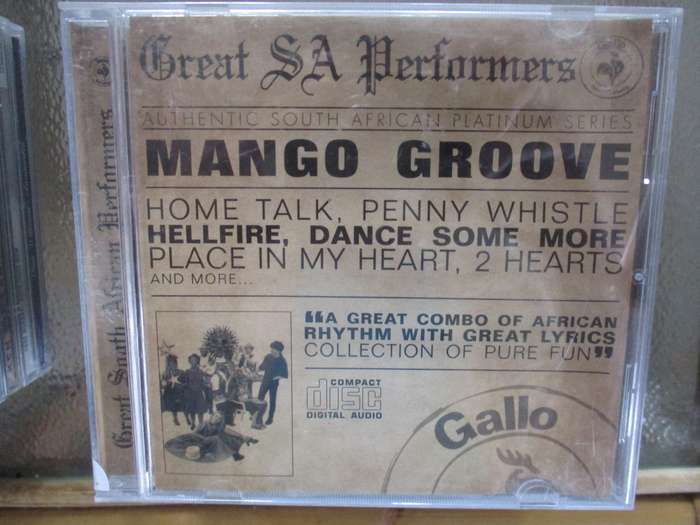 Great SA Performers
AUTHENTIC SOUTH AFRICAN PLATINUM SERIES
MANGO GROOVE
HOME TALK, PENNY WHISTLE
HELLFIRE, DANCE SOME MORE
PLACE IN MY HEART, 2 HEARTS
AND MORE...
"A GREAT COMBO OF AFRICAN
RHYTHM WITH GREAT LYRICS
COLLECTION OF PURE FUN"
COMPACT
disc
DIGITAL AUDIO
Gallo
Great South African Performers